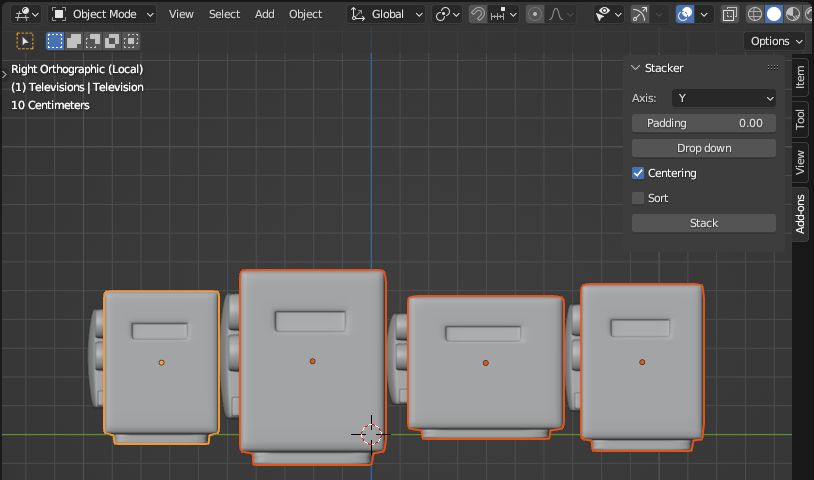 Object Mode View Select Add Object Global
Options
Right Orthographic (Local)
(1) Televisions | Television
10 Centimeters
Stacker
Axis: Y
Padding 0.00
Drop down
Centering
Sort
Stack
Item
Tool
View
Add-ons